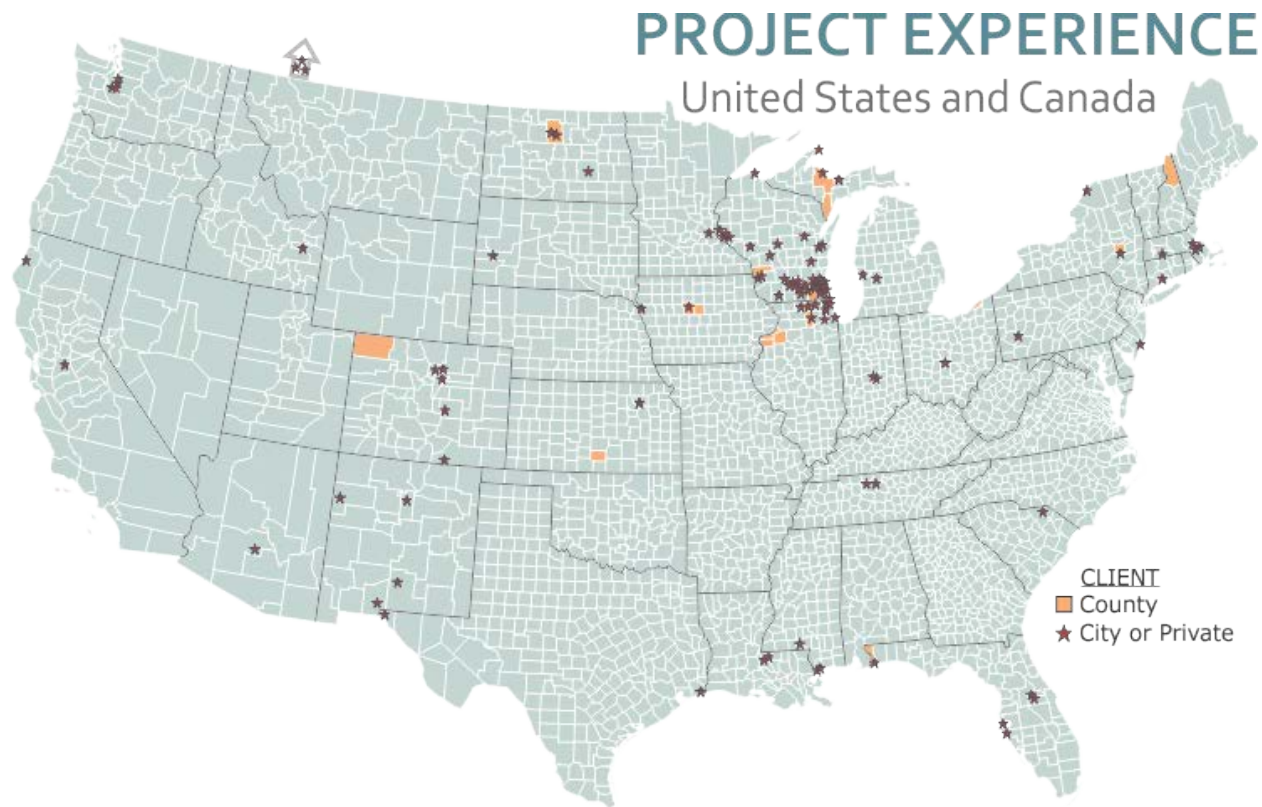 PROJECT EXPERIENCE
United States and Canada
CLIENT
County
City or Private